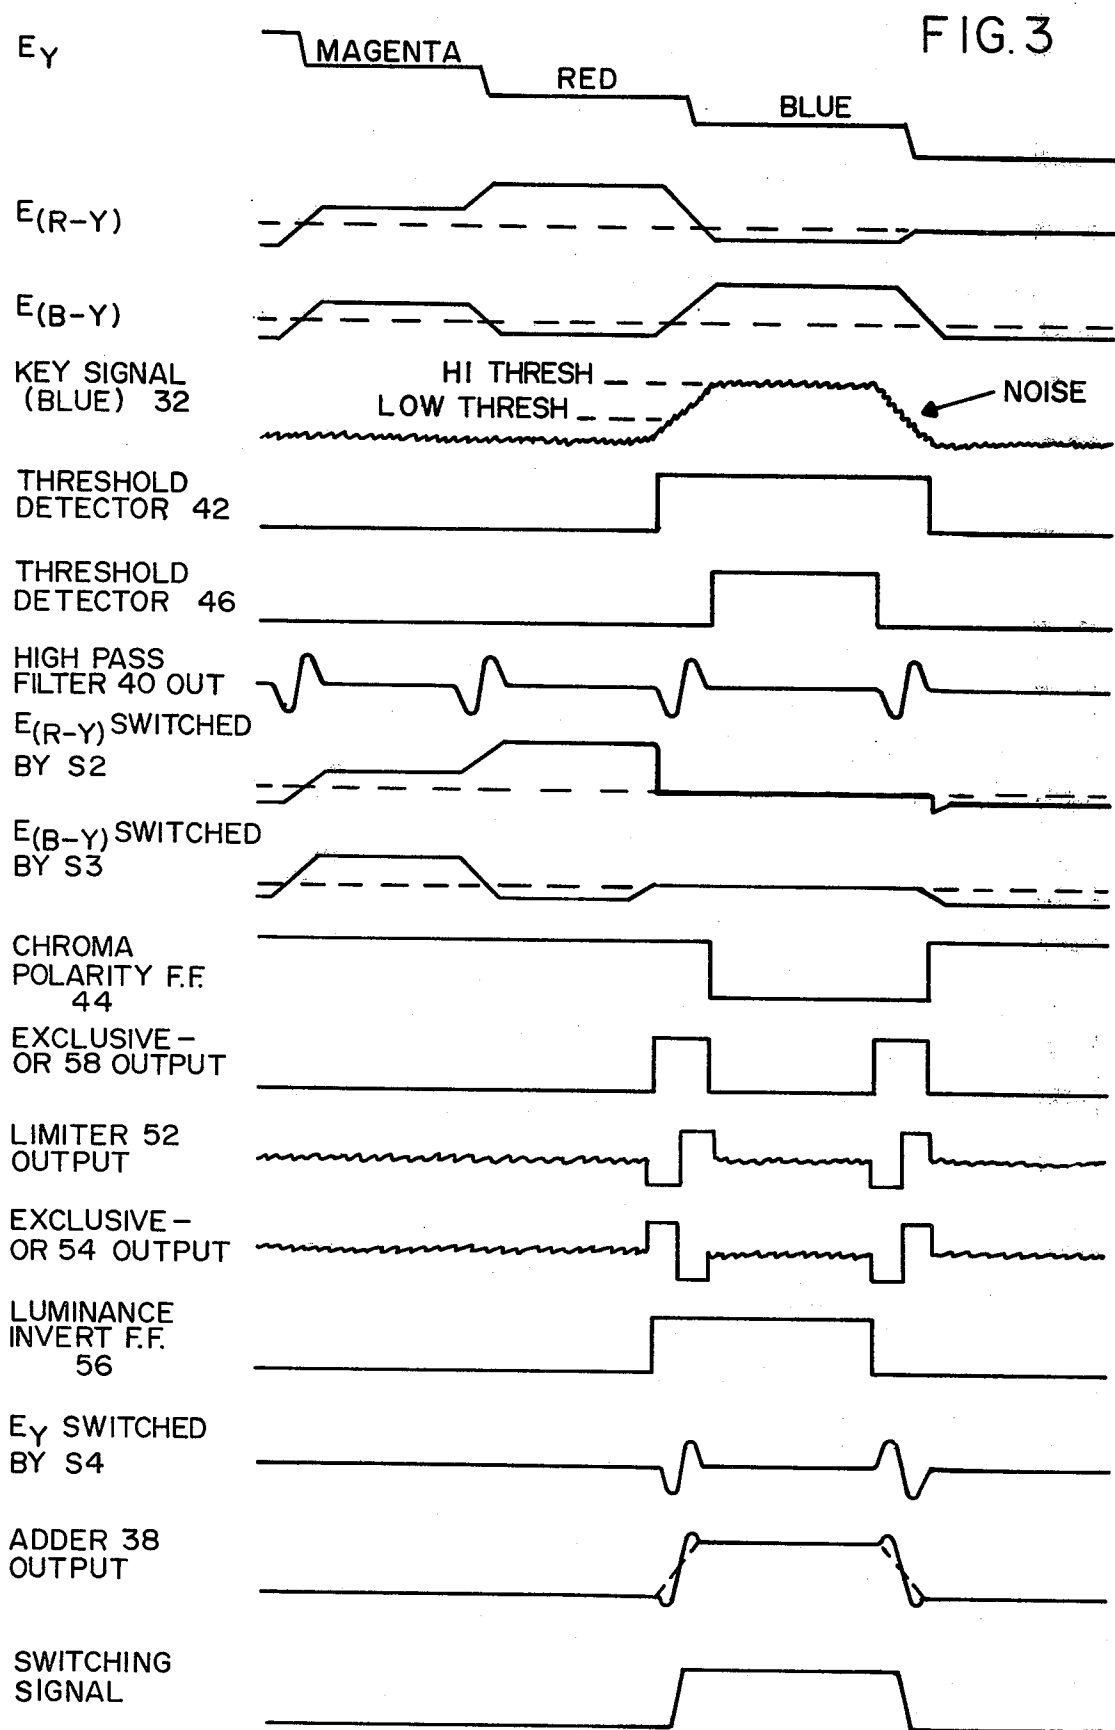 FIG. 3
EY
MAGENTA
RED
BLUE
E(R-Y)
E(B-Y)
KEY SIGNAL
(BLUE) 32
HI THRESH
LOW THRESH
NOISE
THRESHOLD
DETECTOR 42
THRESHOLD
DETECTOR 46
HIGH PASS
FILTER 40 OUT
E(R-Y) SWITCHED
BY S2
E(B-Y) SWITCHED
BY S3
CHROMA
POLARITY F.F.
44
EXCLUSIVE-
OR 58 OUTPUT
LIMITER 52
OUTPUT
EXCLUSIVE-
OR 54 OUTPUT
LUMINANCE
INVERT F.F.
56
EY SWITCHED
BY S4
ADDER 38
OUTPUT
SWITCHING
SIGNAL